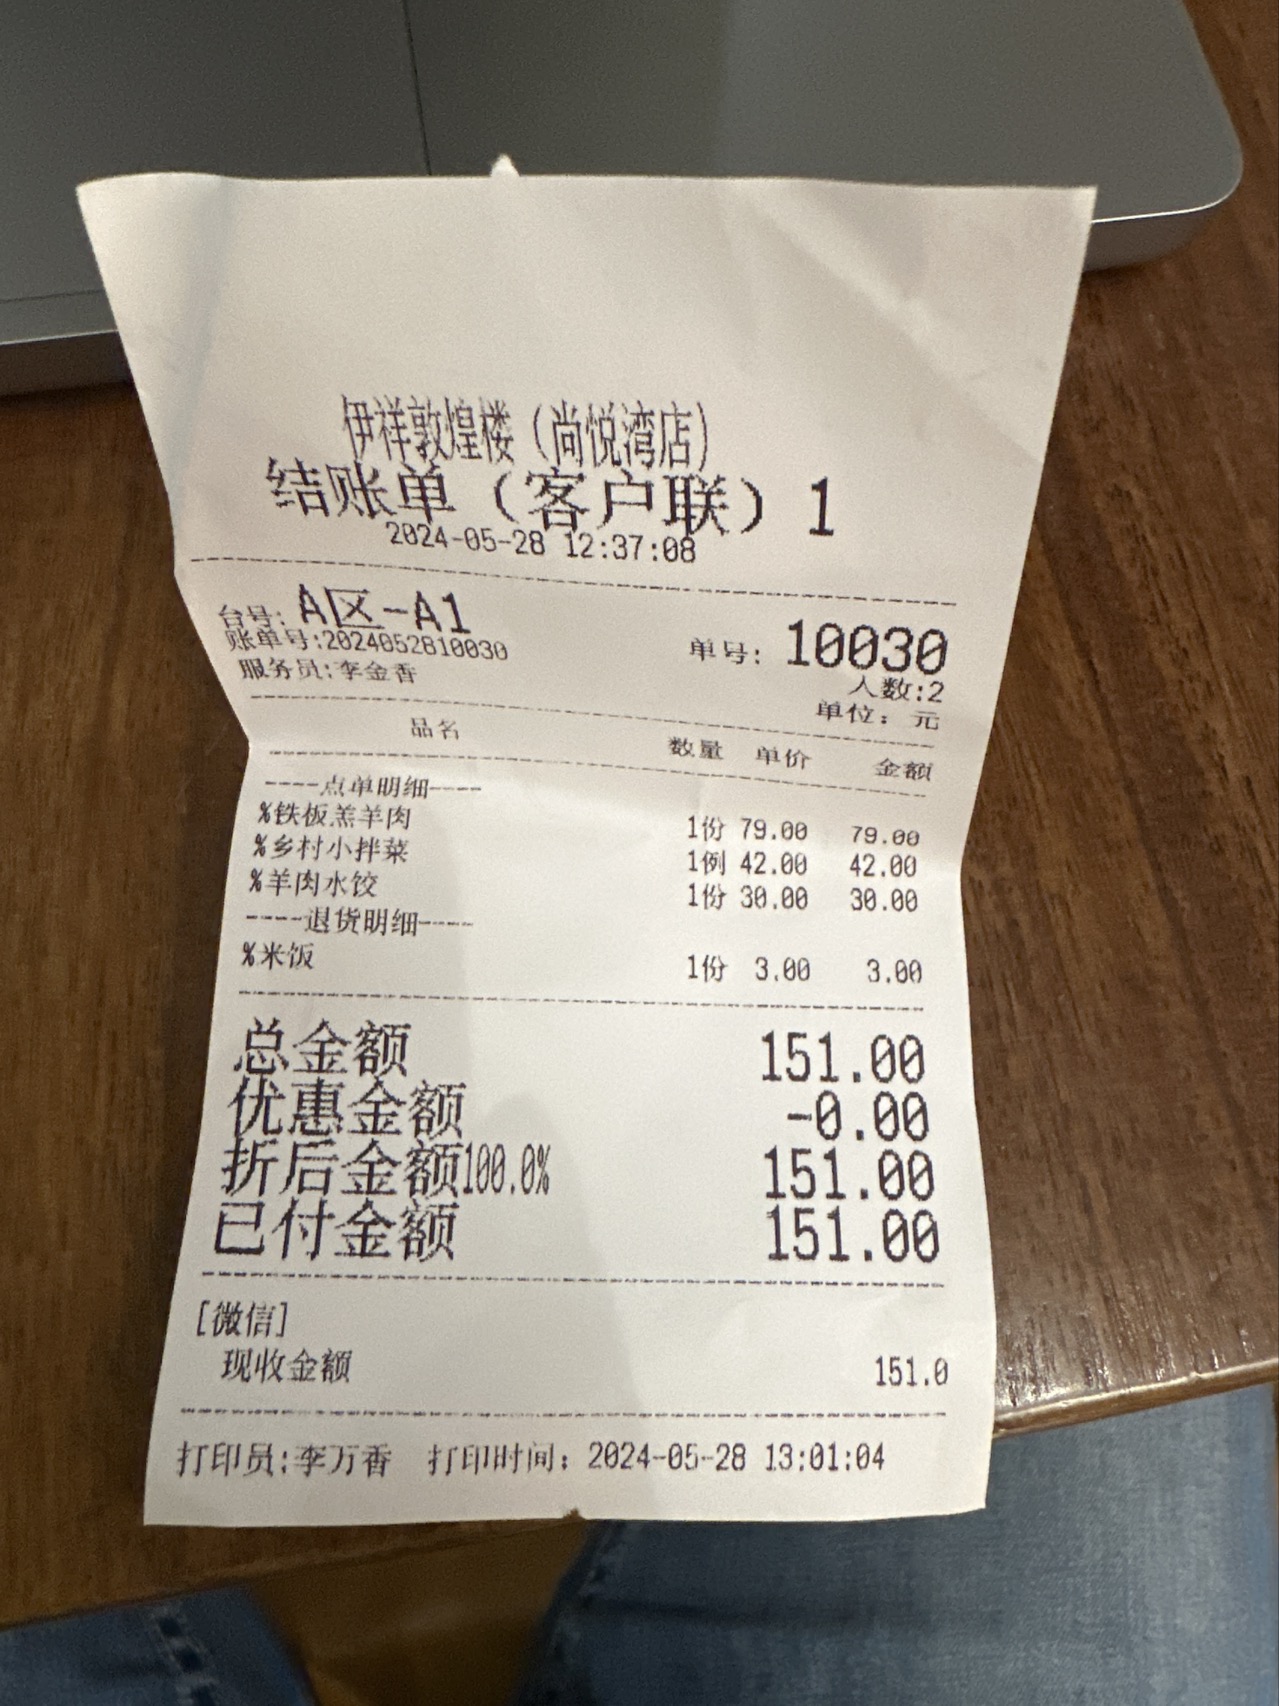 伊祥敦煌楼（尚悦湾店）
结账单（客户联）1
2024-05-28 12:37:08
台号: A区-A1
账单号:2024052810030 单号: 10030
服务员:李金香 人数:2
单位: 元
品名 数量 单价 金额
----点单明细----
%铁板羔羊肉 1份 79.00 79.00
%乡村小拌菜 1例 42.00 42.00
%羊肉水饺 1份 30.00 30.00
----退货明细----
%米饭 1份 3.00 3.00
总金额 151.00
优惠金额 -0.00
折后金额100.0% 151.00
已付金额 151.00
[微信]
现收金额 151.0
打印员:李万香 打印时间: 2024-05-28 13:01:04